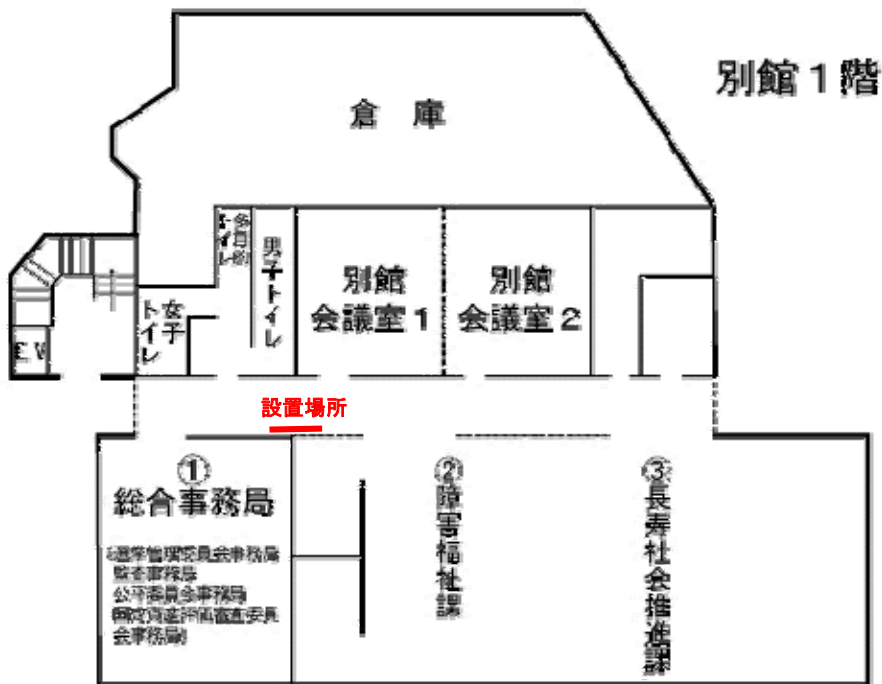 別館１階
倉 庫
多目的
トイレ
男子トイレ
女子
トイレ
別館
会議室１
別館
会議室２
ＥＶ
設置場所
①
総合事務局
選挙管理委員会事務局
監査事務局
公平委員会事務局
固定資産評価審査委員
会事務局
②
障害福祉課
③
長寿社会推進課